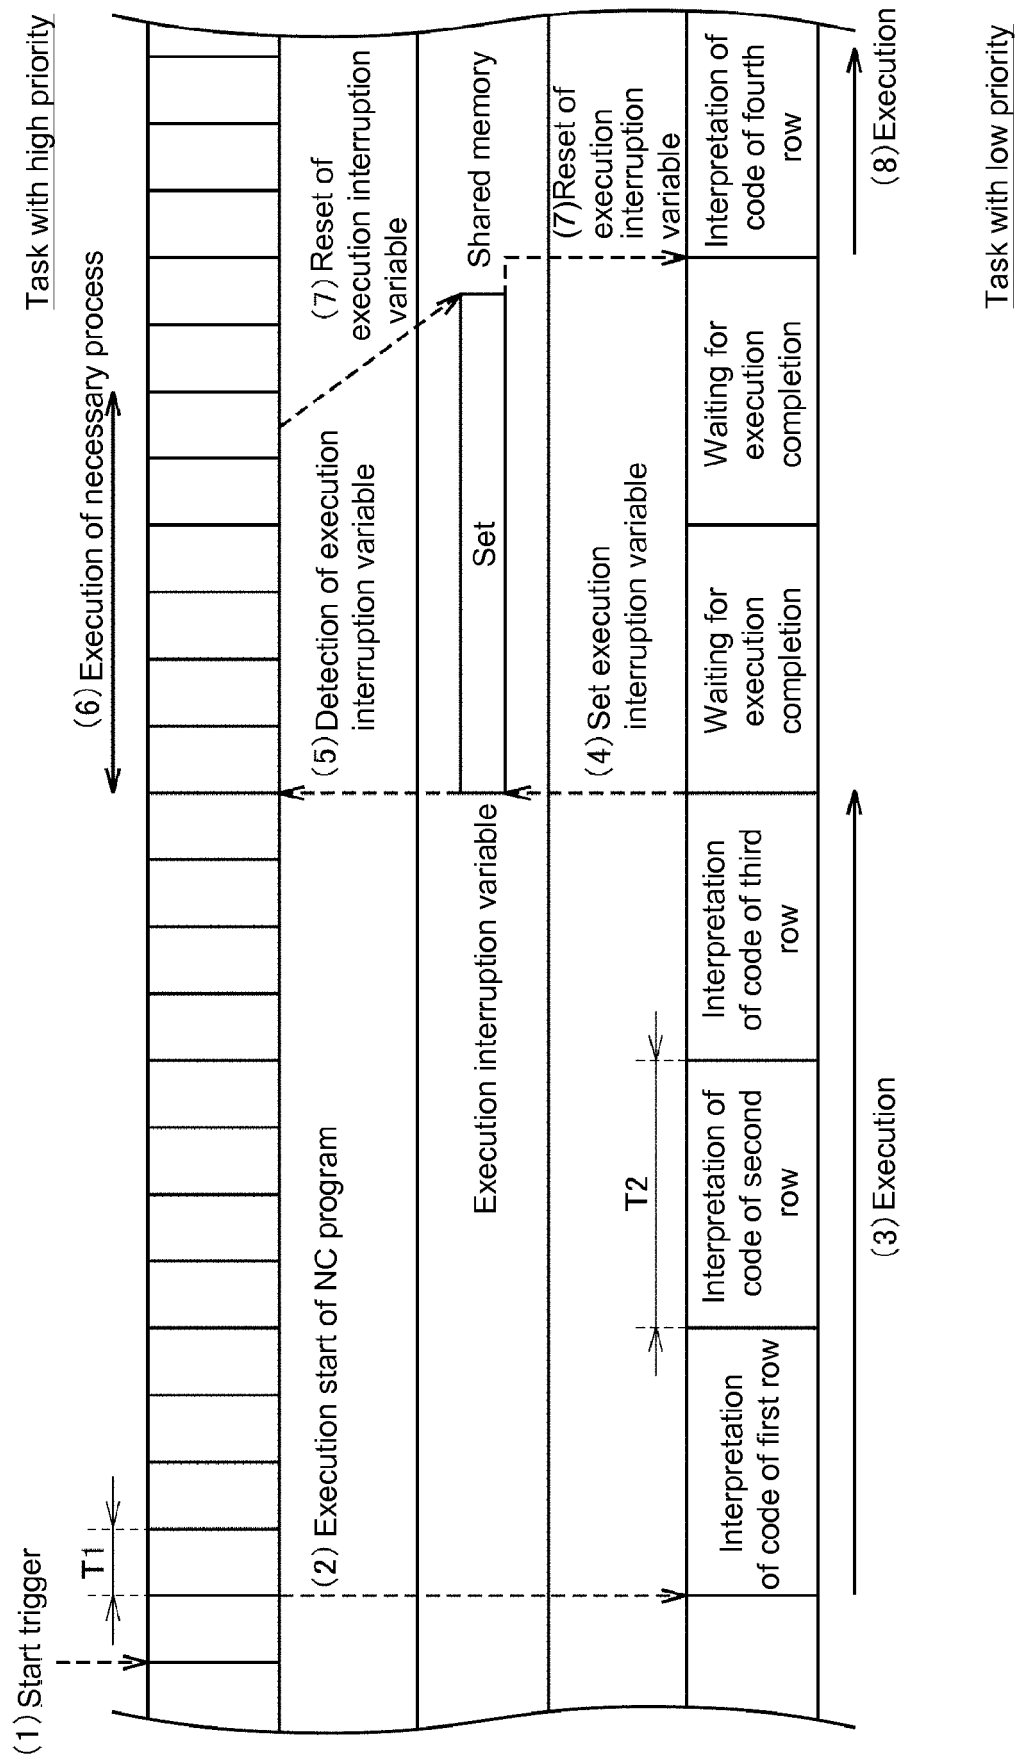 Task with high priority
(1) Start trigger
T1
(6) Execution of necessary process
(2) Execution start of NC program
(5) Detection of execution
interruption variable
(7) Reset of
execution interruption
variable
Execution interruption variable
Set
Shared memory
T2
(4) Set execution
interruption variable
(7)Reset of
execution
interruption
variable
Interpretation
of code of first row
Interpretation of
code of second
row
Interpretation
of code of third
row
Waiting for
execution
completion
Waiting for
execution
completion
Interpretation of
code of fourth
row
(3) Execution
(8) Execution
Task with low priority